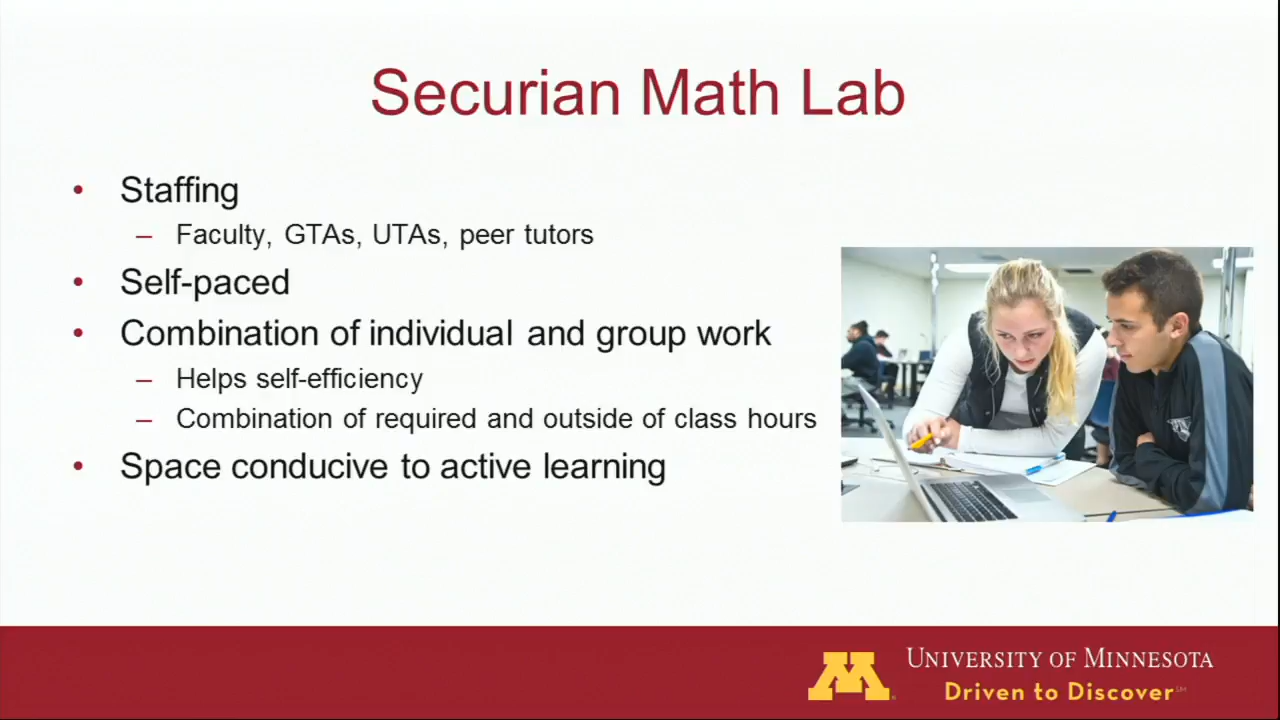 Securian Math Lab
• Staffing
– Faculty, GTAs, UTAs, peer tutors
• Self-paced
• Combination of individual and group work
– Helps self-efficiency
– Combination of required and outside of class hours
• Space conducive to active learning
M
UNIVERSITY OF MINNESOTA
Driven to Discover℠